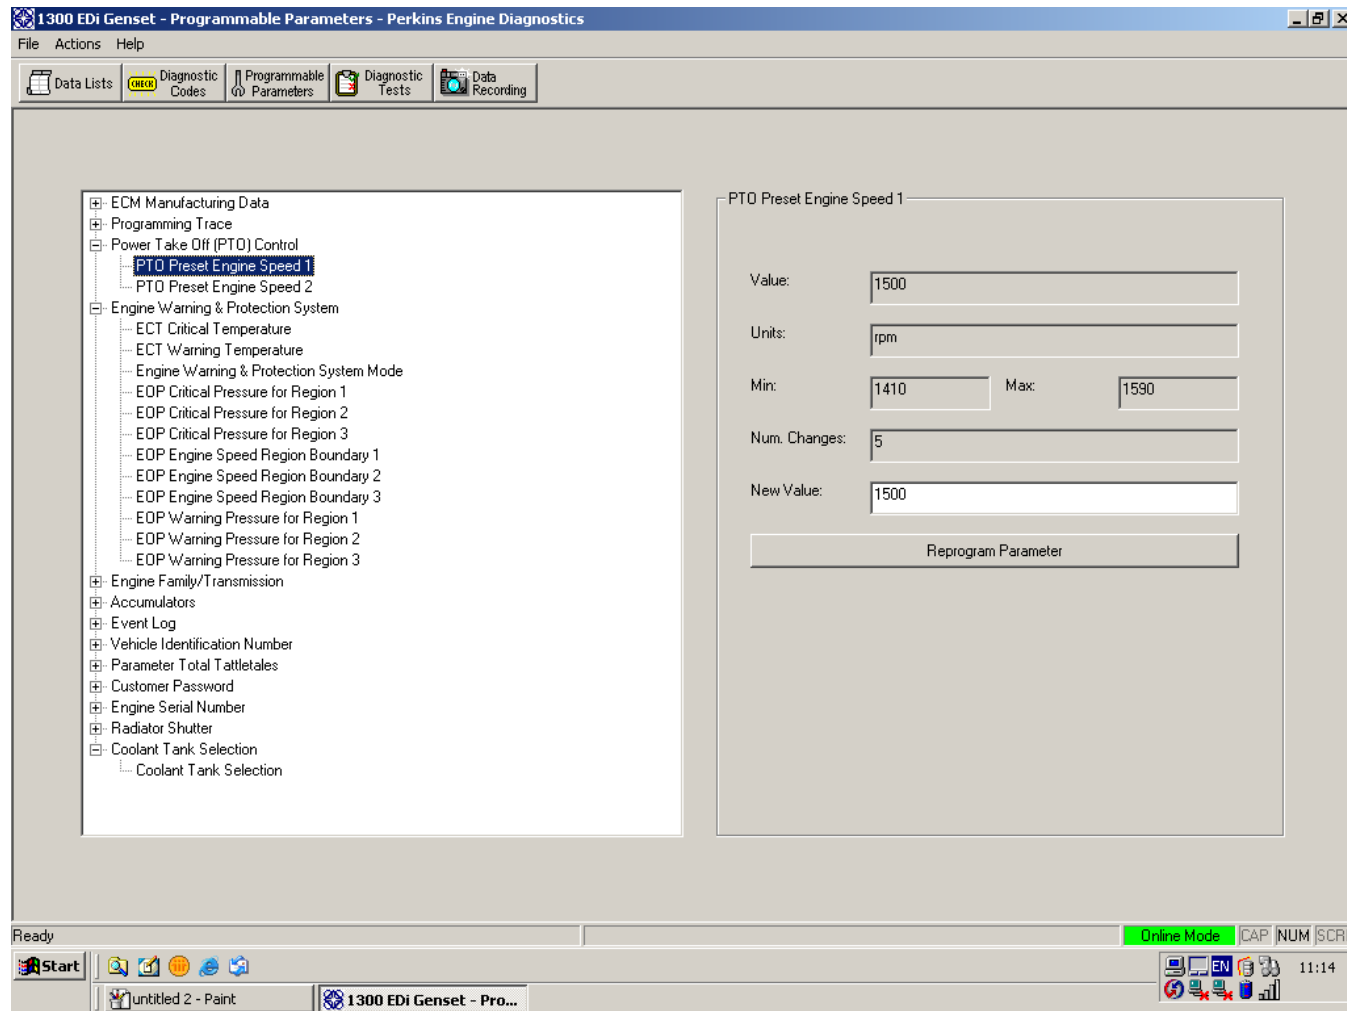 1300 EDi Genset - Programmable Parameters - Perkins Engine Diagnostics
File Actions Help
Data Lists
CHECK
Diagnostic
Codes
Programmable
Parameters
Diagnostic
Tests
Data
Recording
ECM Manufacturing Data
Programming Trace
Power Take Off (PTO) Control
PTO Preset Engine Speed 1
PTO Preset Engine Speed 2
Engine Warning & Protection System
ECT Critical Temperature
ECT Warning Temperature
Engine Warning & Protection System Mode
EOP Critical Pressure for Region 1
EOP Critical Pressure for Region 2
EOP Critical Pressure for Region 3
EOP Engine Speed Region Boundary 1
EOP Engine Speed Region Boundary 2
EOP Engine Speed Region Boundary 3
EOP Warning Pressure for Region 1
EOP Warning Pressure for Region 2
EOP Warning Pressure for Region 3
Engine Family/Transmission
Accumulators
Event Log
Vehicle Identification Number
Parameter Total Tattletales
Customer Password
Engine Serial Number
Radiator Shutter
Coolant Tank Selection
Coolant Tank Selection
PTO Preset Engine Speed 1
Value: 1500
Units: rpm
Min: 1410 Max: 1590
Num. Changes: 5
New Value: 1500
Reprogram Parameter
Ready Online Mode CAP NUM SCR
Start EN 11:14
untitled 2 - Paint 1300 EDi Genset - Pro...